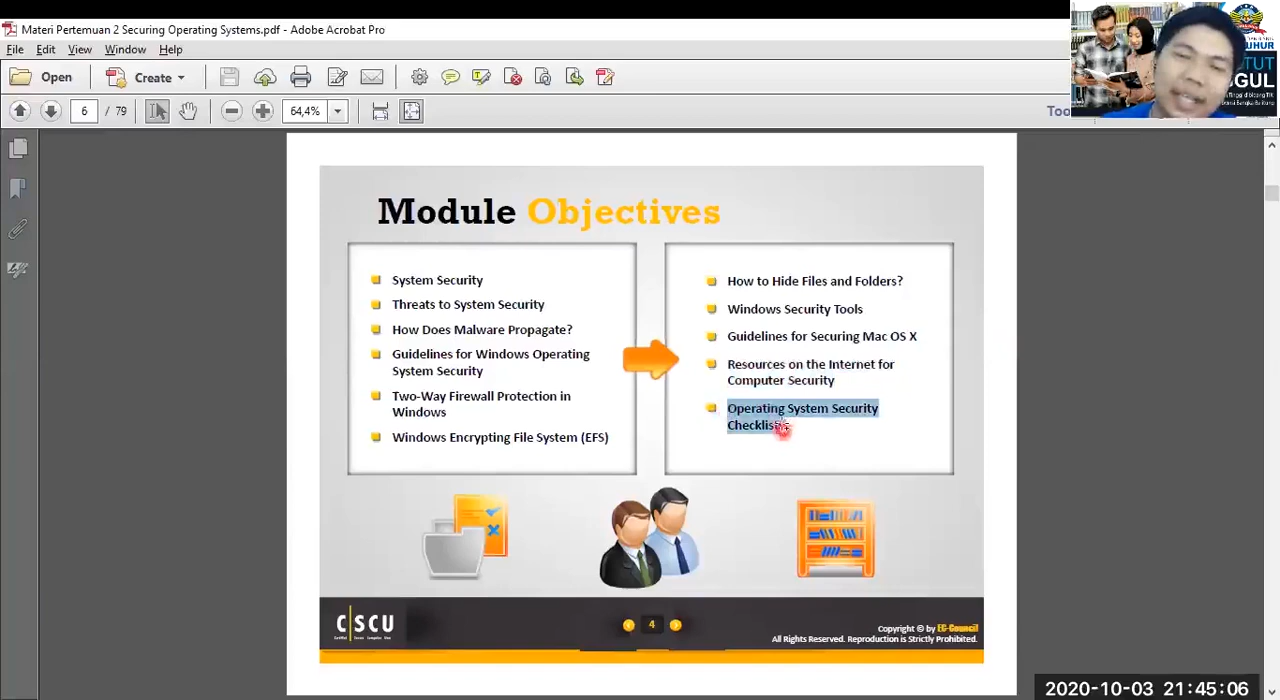 Materi Pertemuan 2 Securing Operating Systems.pdf - Adobe Acrobat Pro
File Edit View Window Help
Open Create
6 / 79 64,4%
Module Objectives
System Security
Threats to System Security
How Does Malware Propagate?
Guidelines for Windows Operating
System Security
Two-Way Firewall Protection in
Windows
Windows Encrypting File System (EFS)
How to Hide Files and Folders?
Windows Security Tools
Guidelines for Securing Mac OS X
Resources on the Internet for
Computer Security
Operating System Security
CSCU
4
Copyright © by EC-Council
All Rights Reserved. Reproduction is Strictly Prohibited.
2020-10-03 21:45:06